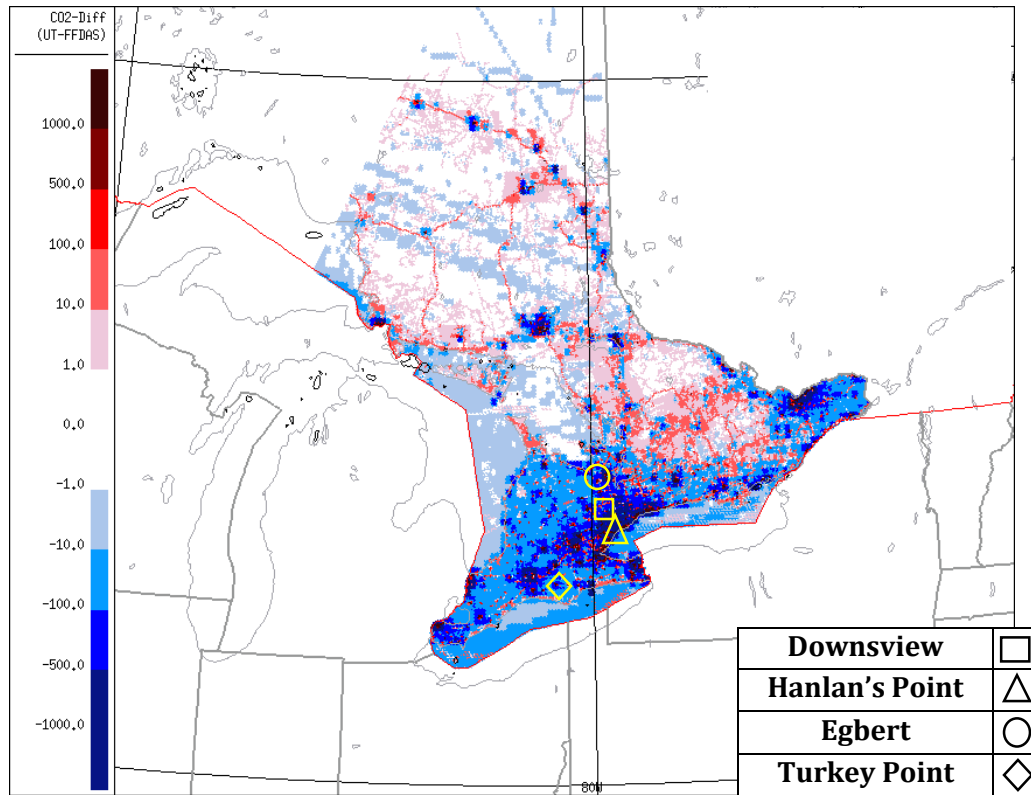 CO2-Diff
(UT-FFDAS)
1000.0
500.0
100.0
10.0
1.0
0.0
-1.0
-10.0
-100.0
-500.0
-1000.0
80W
Downsview
Hanlan's Point
Egbert
Turkey Point